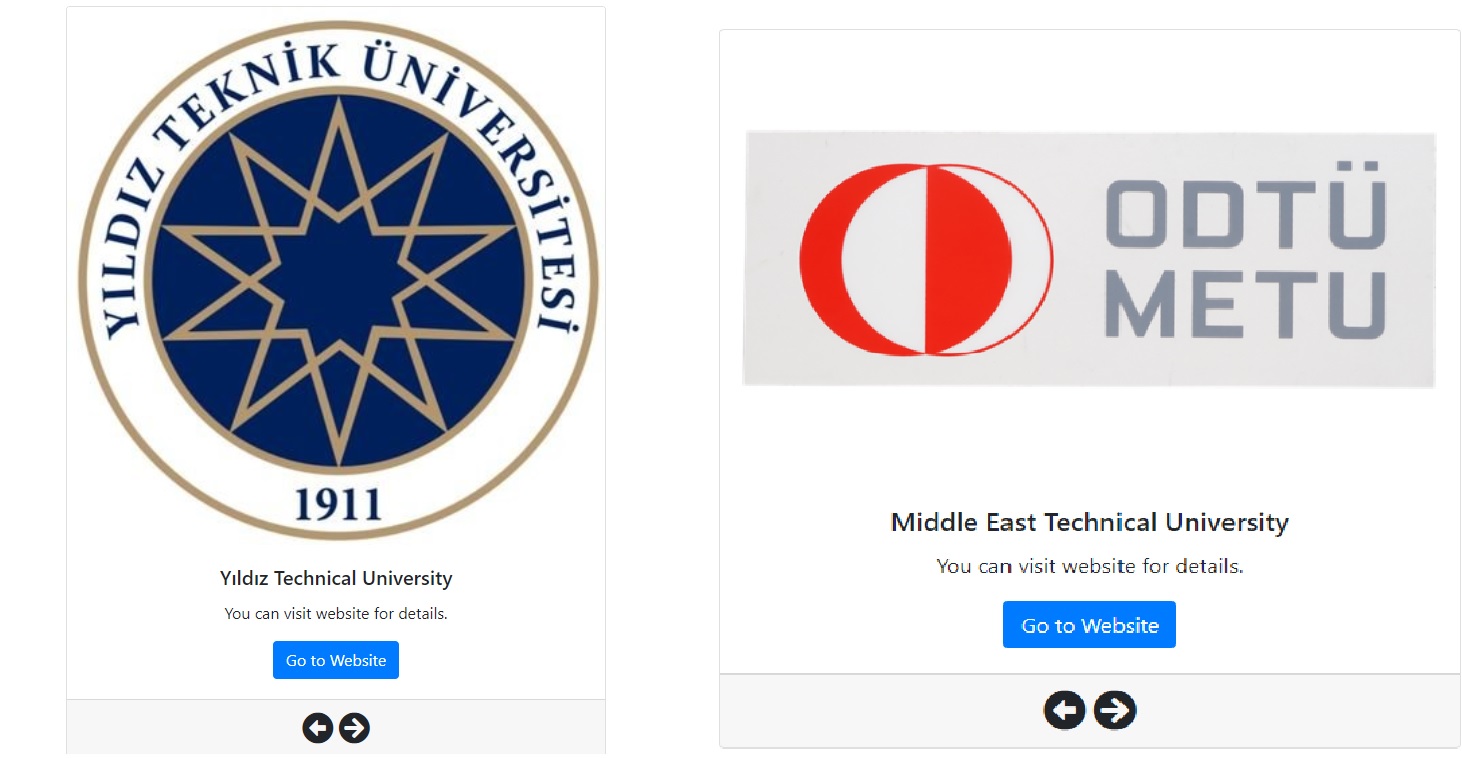 YILDIZ TEKNİK ÜNİVERSİTESİ
1911
Yıldız Technical University
You can visit website for details.
Go to Website
ODTÜ
METU
Middle East Technical University
You can visit website for details.
Go to Website